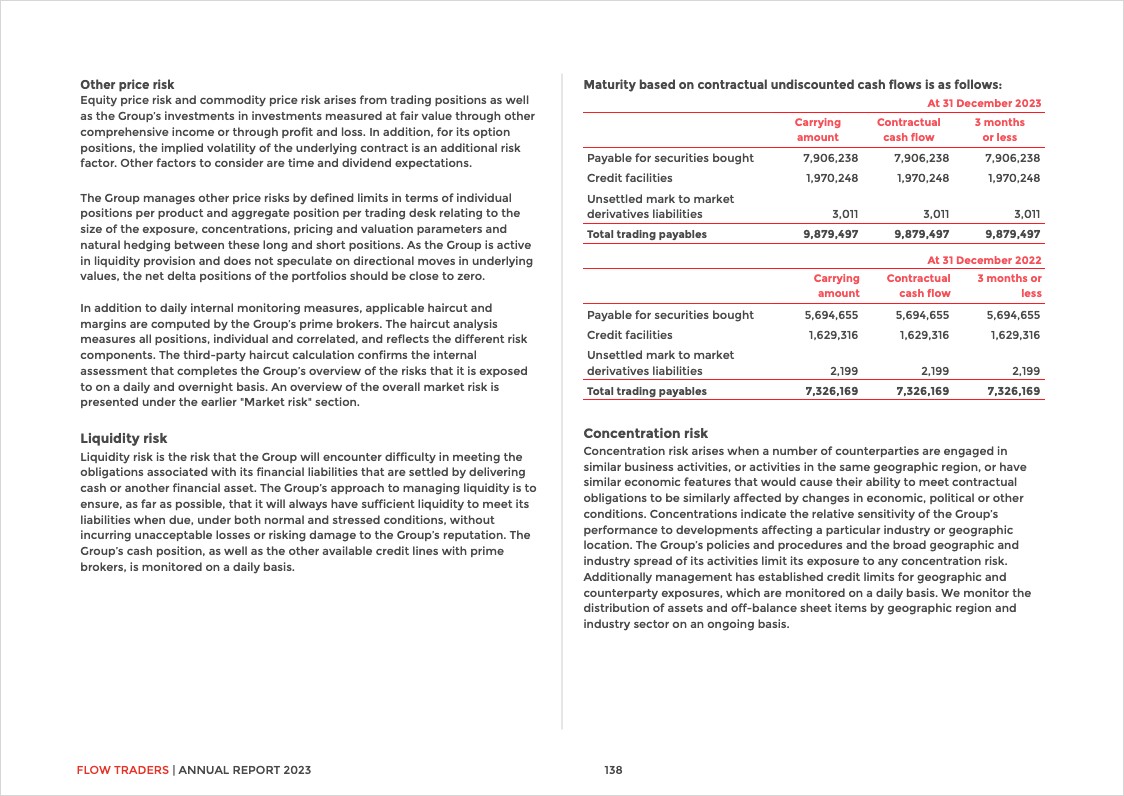 Other price risk
Equity price risk and commodity price risk arises from trading positions as well
as the Group's investments in investments measured at fair value through other
comprehensive income or through profit and loss. In addition, for its option
positions, the implied volatility of the underlying contract is an additional risk
factor. Other factors to consider are time and dividend expectations.
The Group manages other price risks by defined limits in terms of individual
positions per product and aggregate position per trading desk relating to the
size of the exposure, concentrations, pricing and valuation parameters and
natural hedging between these long and short positions. As the Group is active
in liquidity provision and does not speculate on directional moves in underlying
values, the net delta positions of the portfolios should be close to zero.
In addition to daily internal monitoring measures, applicable haircut and
margins are computed by the Group's prime brokers. The haircut analysis
measures all positions, individual and correlated, and reflects the different risk
components. The third-party haircut calculation confirms the internal
assessment that completes the Group's overview of the risks that it is exposed
to on a daily and overnight basis. An overview of the overall market risk is
presented under the earlier "Market risk" section.
Liquidity risk
Liquidity risk is the risk that the Group will encounter difficulty in meeting the
obligations associated with its financial liabilities that are settled by delivering
cash or another financial asset. The Group's approach to managing liquidity is to
ensure, as far as possible, that it will always have sufficient liquidity to meet its
liabilities when due, under both normal and stressed conditions, without
incurring unacceptable losses or risking damage to the Group's reputation. The
Group's cash position, as well as the other available credit lines with prime
brokers, is monitored on a daily basis.
Maturity based on contractual undiscounted cash flows is as follows:
At 31 December 2023
Carrying Contractual 3 months
amount cash flow or less
Payable for securities bought 7,906,238 7,906,238 7,906,238
Credit facilities 1,970,248 1,970,248 1,970,248
Unsettled mark to market
derivatives liabilities 3,011 3,011 3,011
Total trading payables 9,879,497 9,879,497 9,879,497
At 31 December 2022
Carrying Contractual 3 months or
amount cash flow less
Payable for securities bought 5,694,655 5,694,655 5,694,655
Credit facilities 1,629,316 1,629,316 1,629,316
Unsettled mark to market
derivatives liabilities 2,199 2,199 2,199
Total trading payables 7,326,169 7,326,169 7,326,169
Concentration risk
Concentration risk arises when a number of counterparties are engaged in
similar business activities, or activities in the same geographic region, or have
similar economic features that would cause their ability to meet contractual
obligations to be similarly affected by changes in economic, political or other
conditions. Concentrations indicate the relative sensitivity of the Group's
performance to developments affecting a particular industry or geographic
location. The Group's policies and procedures and the broad geographic and
industry spread of its activities limit its exposure to any concentration risk.
Additionally management has established credit limits for geographic and
counterparty exposures, which are monitored on a daily basis. We monitor the
distribution of assets and off-balance sheet items by geographic region and
industry sector on an ongoing basis.
FLOW TRADERS | ANNUAL REPORT 2023 138